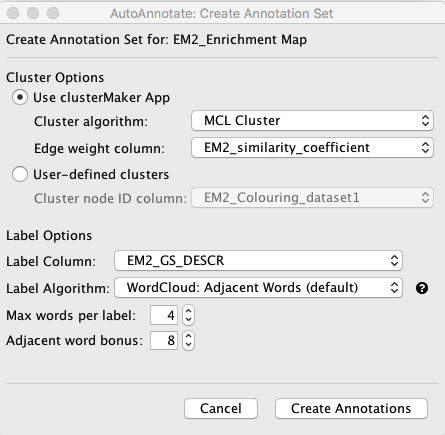 AutoAnnotate: Create Annotation Set
Create Annotation Set for: EM2_Enrichment Map
Cluster Options
Use clusterMaker App
Cluster algorithm: MCL Cluster
Edge weight column: EM2_similarity_coefficient
User-defined clusters
Cluster node ID column: EM2_Colouring_dataset1
Label Options
Label Column: EM2_GS_DESCR
Label Algorithm: WordCloud: Adjacent Words (default) ?
Max words per label: 4
Adjacent word bonus: 8
Cancel Create Annotations